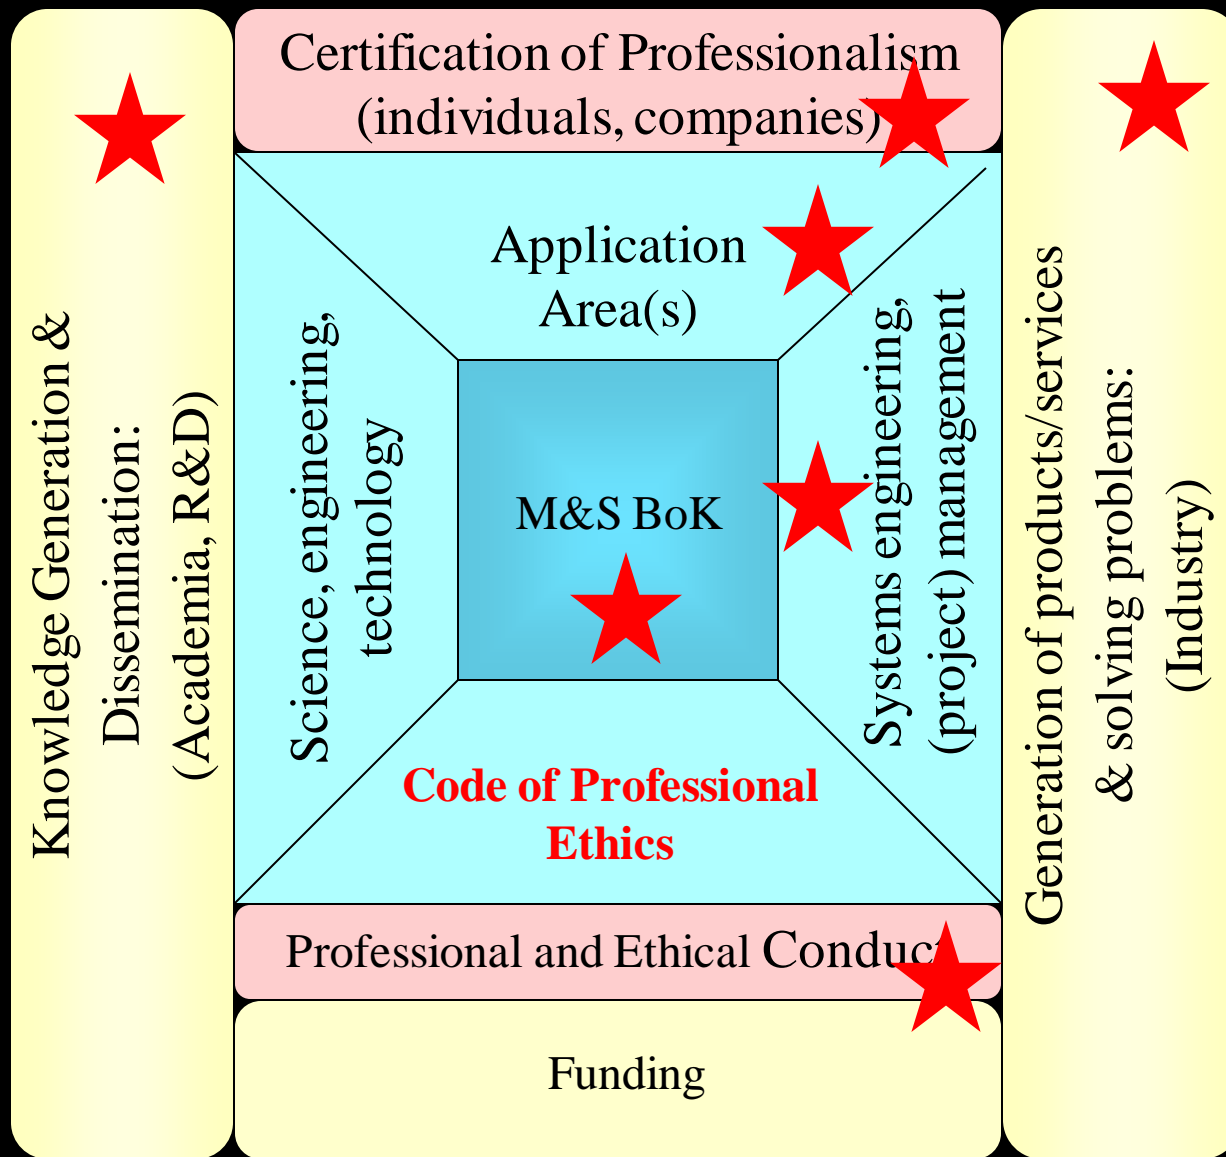 Certification of Professionalism
(individuals, companies)
Knowledge Generation &
Dissemination:
(Academia, R&D)
Application
Area(s)
Science, engineering,
technology
M&S BoK
Systems engineering,
(project) management
Generation of products/services
& solving problems:
(Industry)
Code of Professional
Ethics
Professional and Ethical Conduct
Funding